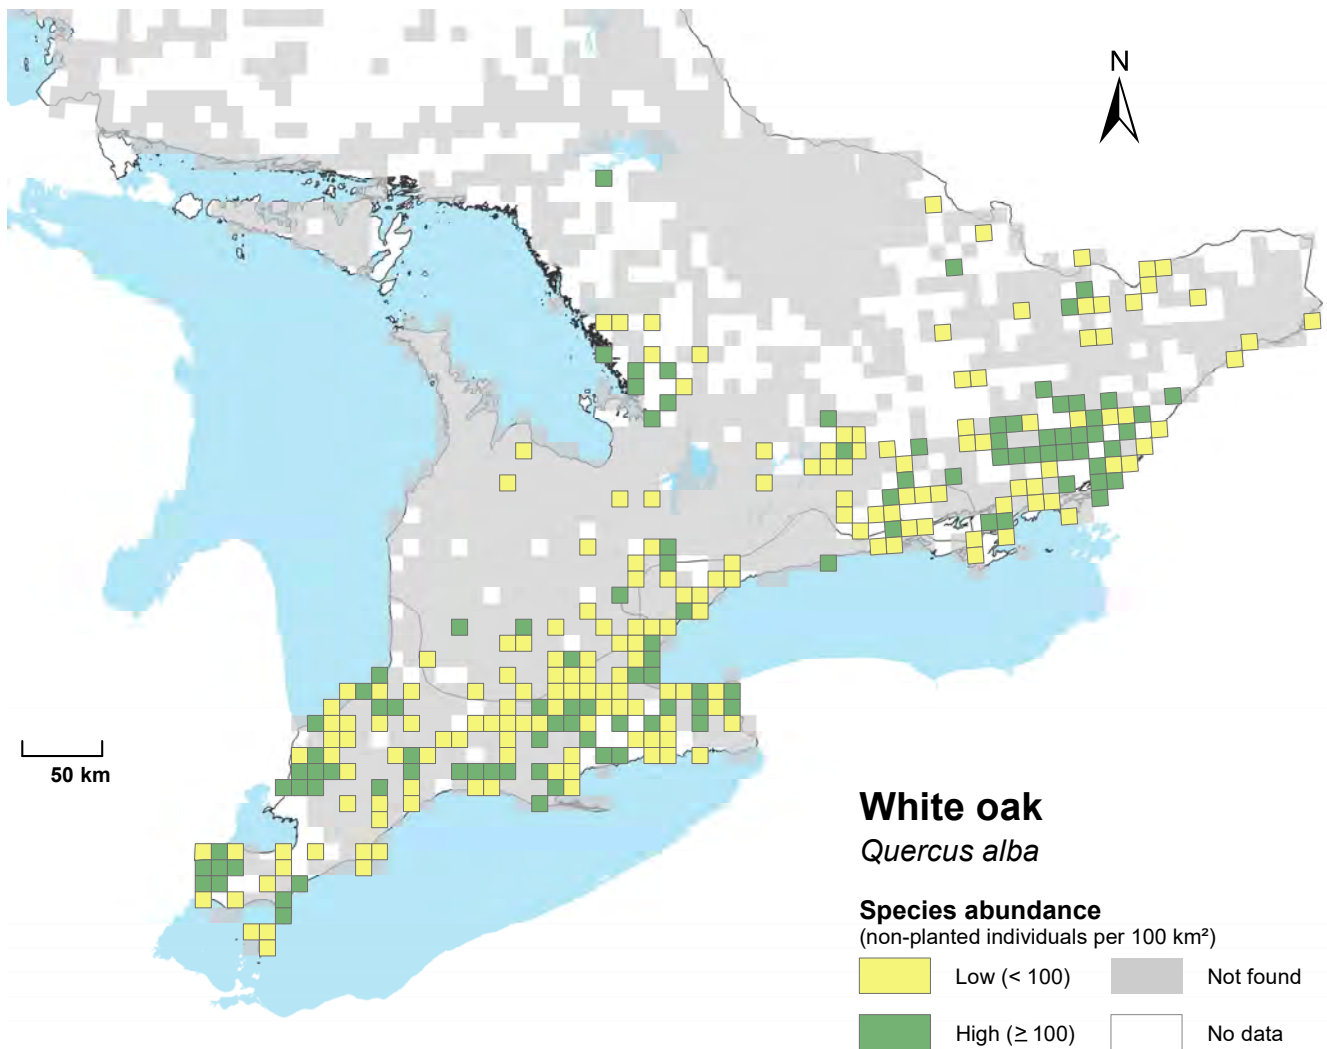 N
50 km
White oak
Quercus alba
Species abundance
(non-planted individuals per 100 km²)
Low (< 100)
Not found
High (≥ 100)
No data